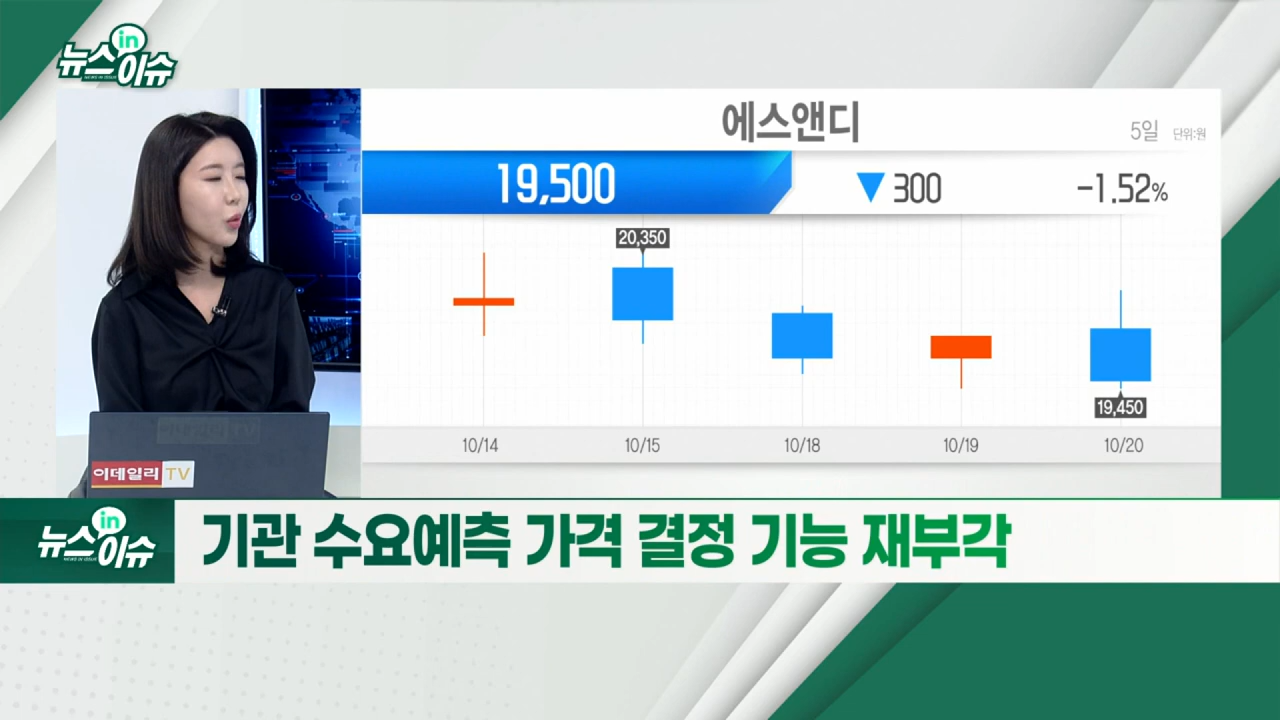 뉴스in이슈
에스앤디
5일 단위:원
19,500 ▼300 -1.52%
20,350
19,450
10/14 10/15 10/18 10/19 10/20
이데일리TV
뉴스in이슈
기관 수요예측 가격 결정 기능 재부각